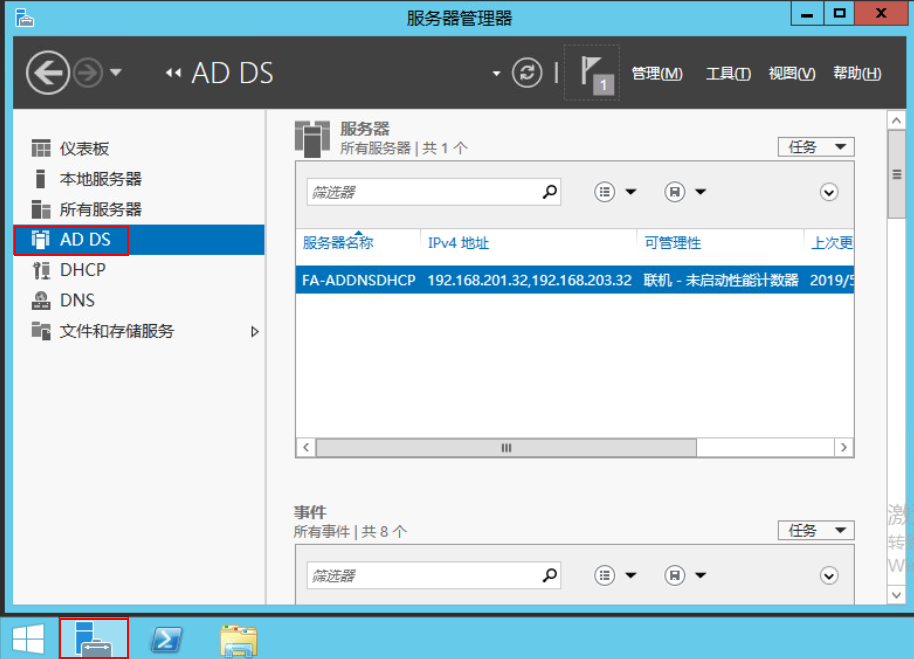 服务器管理器
AD DS
1
管理(M) 工具(T) 视图(V) 帮助(H)
仪表板
本地服务器
所有服务器
AD DS
DHCP
DNS
文件和存储服务
服务器
所有服务器 | 共 1 个
任务
筛选器
服务器名称 IPv4 地址 可管理性 上次更
FA-ADDNSDHCP 192.168.201.32,192.168.203.32 联机 - 未启动性能计数器 2019/5
事件
所有事件 | 共 8 个
任务
筛选器
激
转
W